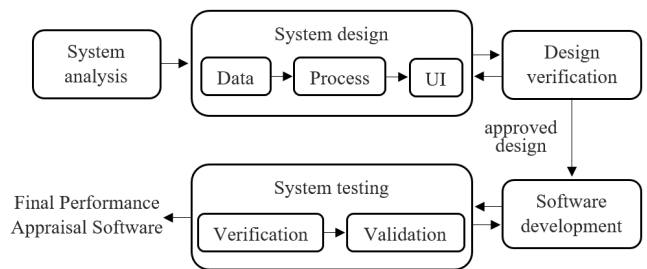 System
analysis
System design
Data
Process
UI
Design
verification
approved
design
System testing
Verification
Validation
Software
development
Final Performance
Appraisal Software